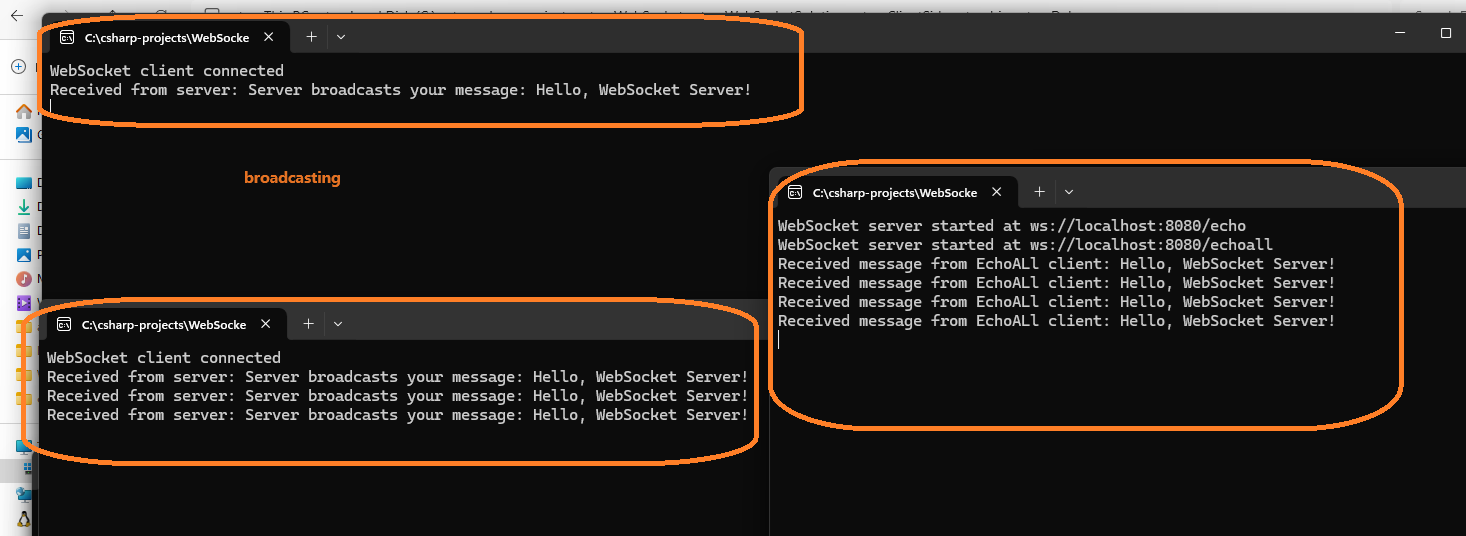 C:\csharp-projects\WebSocke
WebSocket client connected
Received from server: Server broadcasts your message: Hello, WebSocket Server!
broadcasting
C:\csharp-projects\WebSocke
WebSocket server started at ws://localhost:8080/echo
WebSocket server started at ws://localhost:8080/echoall
Received message from EchoALl client: Hello, WebSocket Server!
Received message from EchoALl client: Hello, WebSocket Server!
Received message from EchoALl client: Hello, WebSocket Server!
Received message from EchoALl client: Hello, WebSocket Server!
C:\csharp-projects\WebSocke
WebSocket client connected
Received from server: Server broadcasts your message: Hello, WebSocket Server!
Received from server: Server broadcasts your message: Hello, WebSocket Server!
Received from server: Server broadcasts your message: Hello, WebSocket Server!